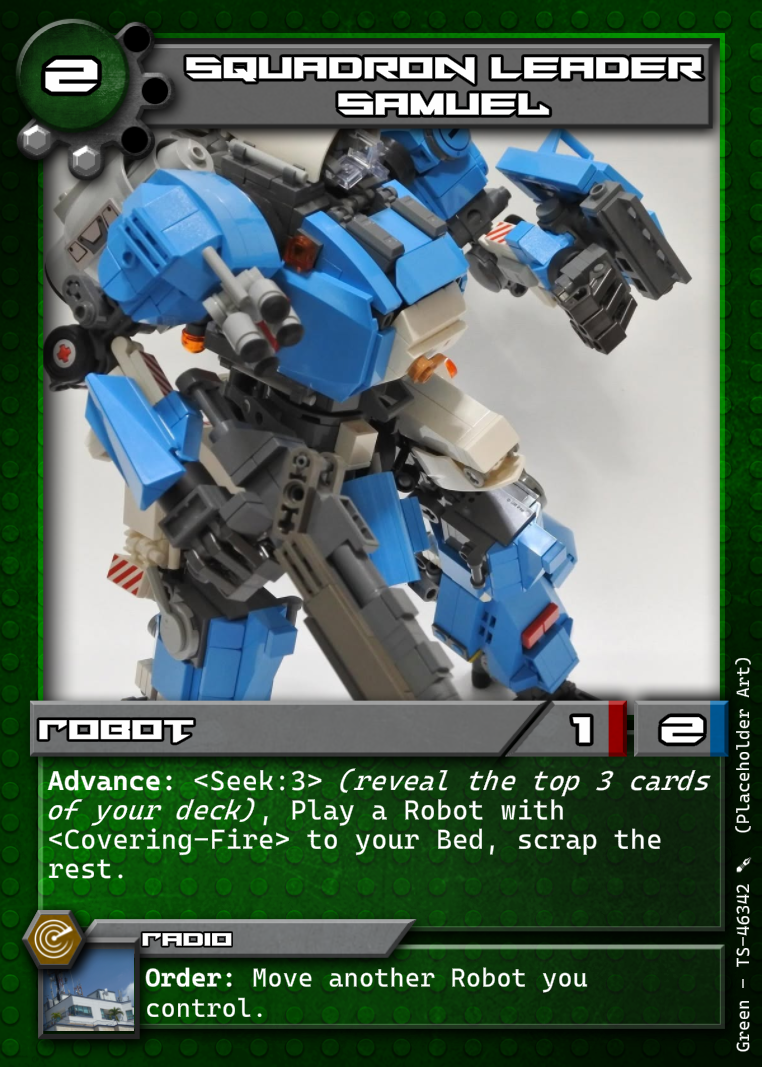 2
SQUADRON LEADER
SAMUEL
ROBOT
1
2
Advance: <Seek:3> (reveal the top 3 cards
of your deck), Play a Robot with
<Covering-Fire> to your Bed, scrap the
rest.
RADIO
Order: Move another Robot you
control.
Green - TS-46342 ✒ (Placeholder Art)